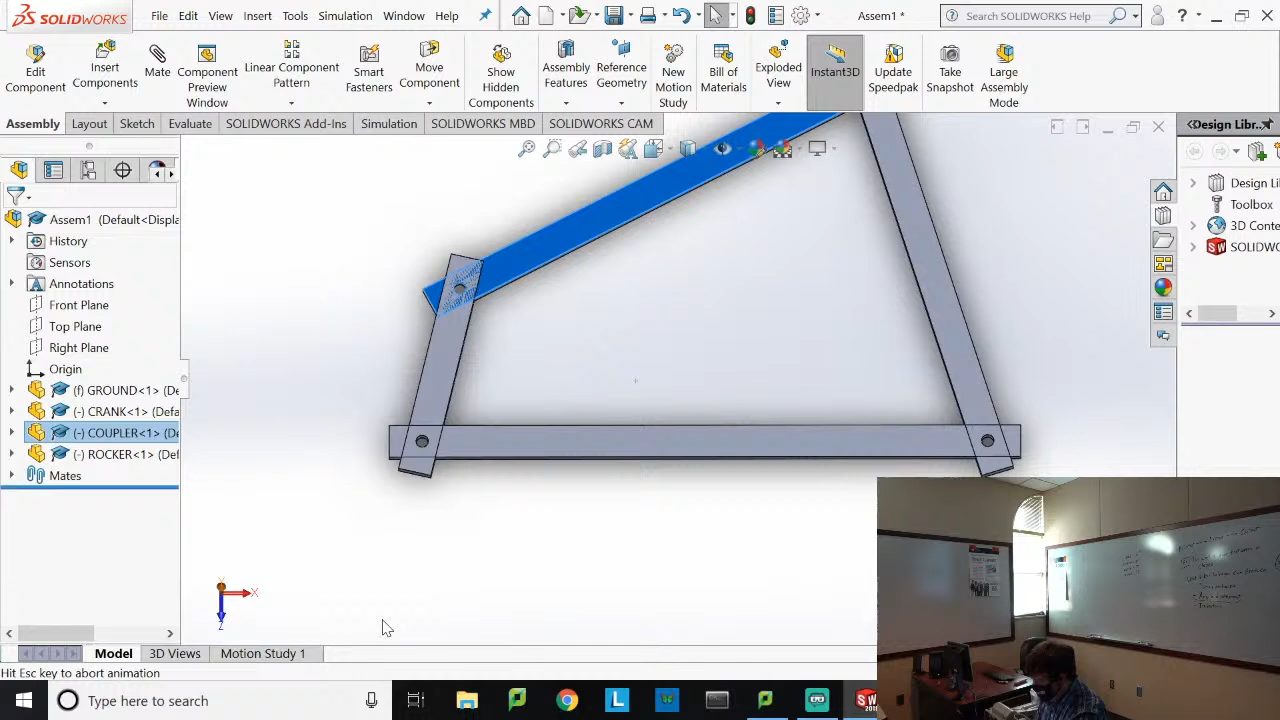 SOLIDWORKS
File Edit View Insert Tools Simulation Window Help
Assem1 *
Search SOLIDWORKS Help
Edit Component
Insert Components
Mate
Component Preview Window
Linear Component Pattern
Smart Fasteners
Move Component
Show Hidden Components
Assembly Features
Reference Geometry
New Motion Study
Bill of Materials
Exploded View
Instant3D
Update Speedpak
Take Snapshot
Large Assembly Mode
Assembly Layout Sketch Evaluate SOLIDWORKS Add-Ins Simulation SOLIDWORKS MBD SOLIDWORKS CAM
Design Libr...
Assem1 (Default<Displa
History
Sensors
Annotations
Front Plane
Top Plane
Right Plane
Origin
(f) GROUND<1> (De
(-) CRANK<1> (Defa
(-) COUPLER<1> (De
(-) ROCKER<1> (Def
Mates
Design Li
Toolbox
3D Conte
SOLIDWO
X
Z
Model 3D Views Motion Study 1
Hit Esc key to abort animation
Type here to search